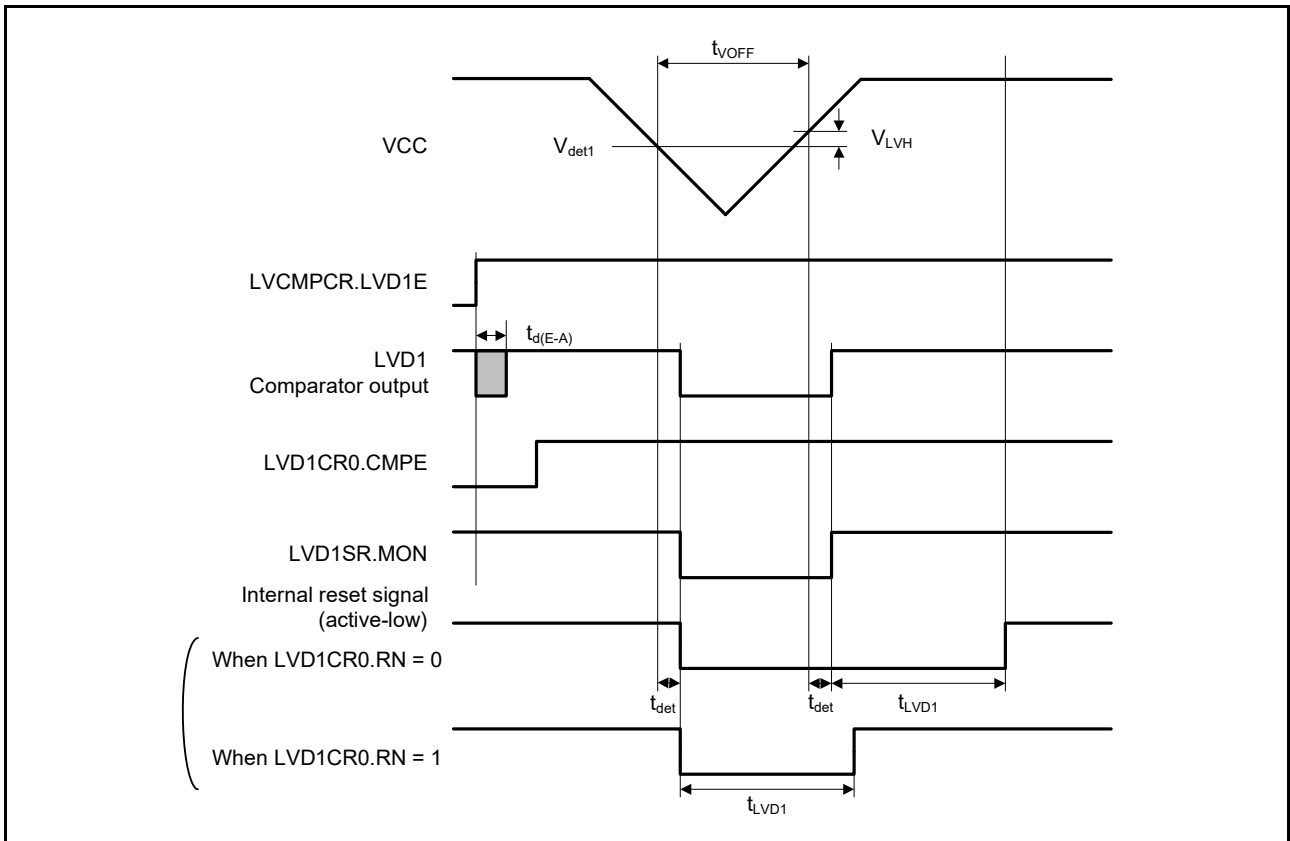 tVOFF
VCC
Vdet1
VLVH
LVCMPCR.LVD1E
td(E-A)
LVD1
Comparator output
LVD1CR0.CMPE
LVD1SR.MON
Internal reset signal
(active-low)
When LVD1CR0.RN = 0
tdet
tdet
tLVD1
When LVD1CR0.RN = 1
tLVD1